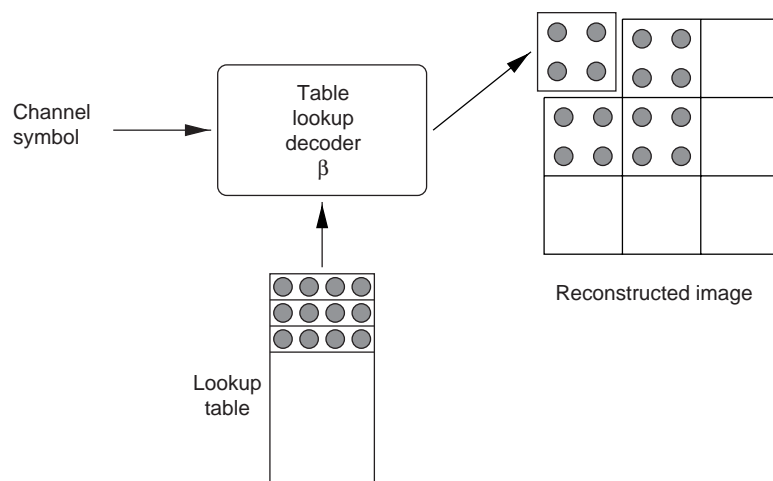 Channel
symbol
Table
lookup
decoder
β
Reconstructed image
Lookup
table